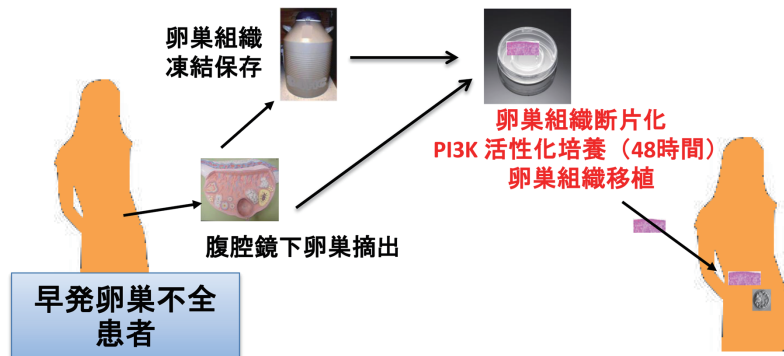 卵巣組織
凍結保存
卵巣組織断片化
PI3K 活性化培養（48時間）
卵巣組織移植
腹腔鏡下卵巣摘出
早発卵巣不全
患者